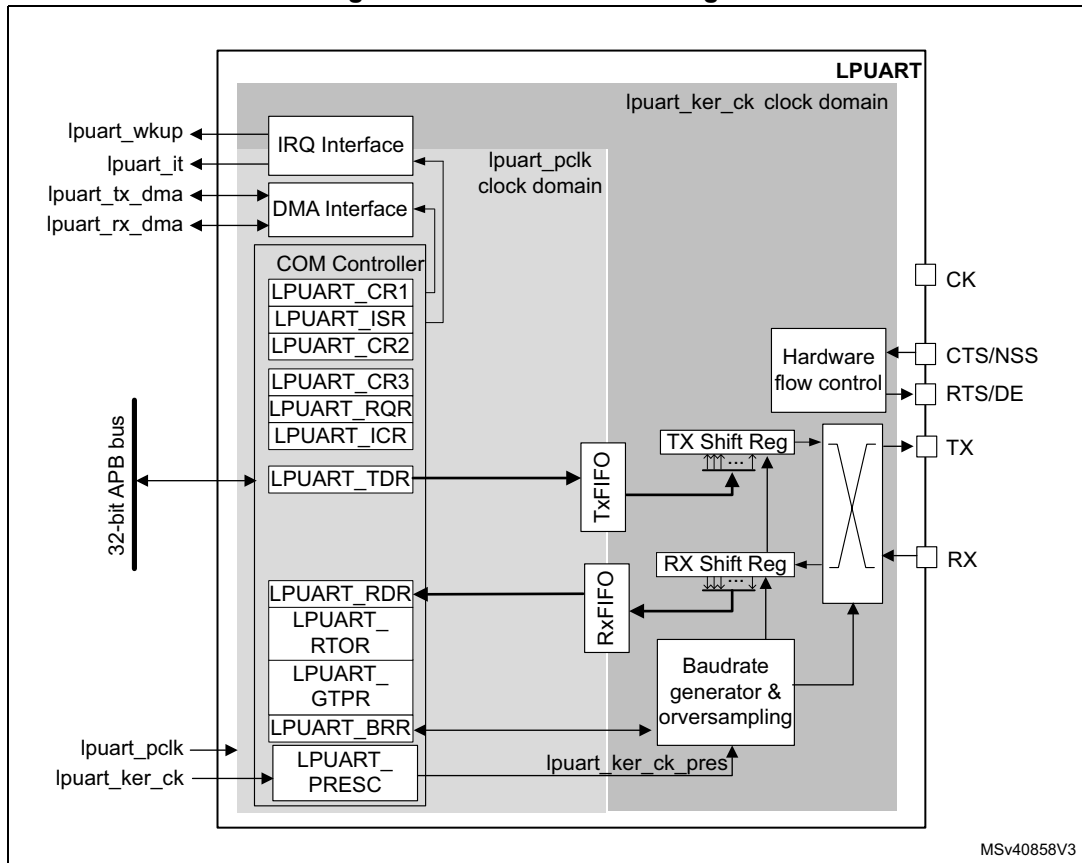 LPUART
lpuart_ker_ck clock domain
lpuart_wkup
IRQ Interface
lpuart_it
lpuart_pclk
clock domain
lpuart_tx_dma
DMA Interface
lpuart_rx_dma
COM Controller
LPUART_CR1
LPUART_ISR
LPUART_CR2
LPUART_CR3
LPUART_RQR
LPUART_ICR
LPUART_TDR
32-bit APB bus
TxFIFO
TX Shift Reg
...
Hardware
flow control
CK
CTS/NSS
RTS/DE
TX
RX
RX Shift Reg
...
RxFIFO
LPUART_RDR
LPUART_
RTOR
LPUART_
GTPR
LPUART_BRR
Baudrate
generator &
orversampling
lpuart_pclk
lpuart_ker_ck
LPUART_
PRESC
lpuart_ker_ck_pres
MSv40858V3